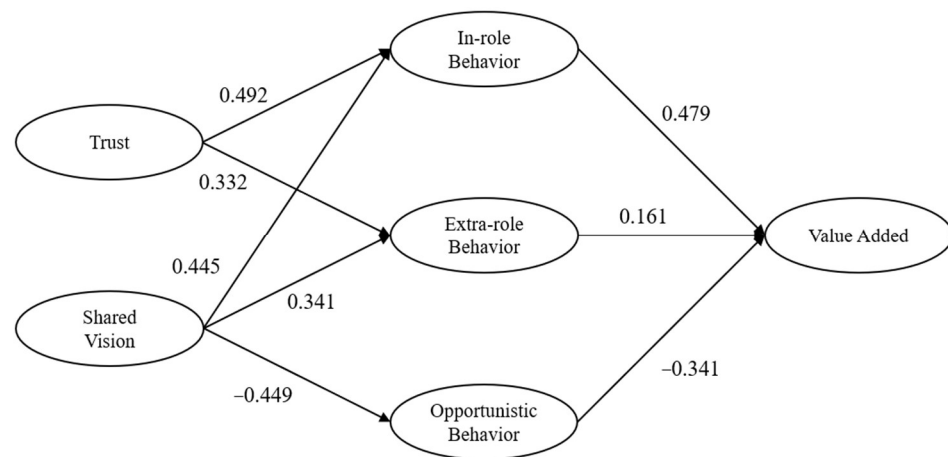 In-role
Behavior
0.492
0.479
Trust
0.332
Extra-role
Behavior
0.161
Value Added
0.445
0.341
Shared
Vision
–0.449
–0.341
Opportunistic
Behavior